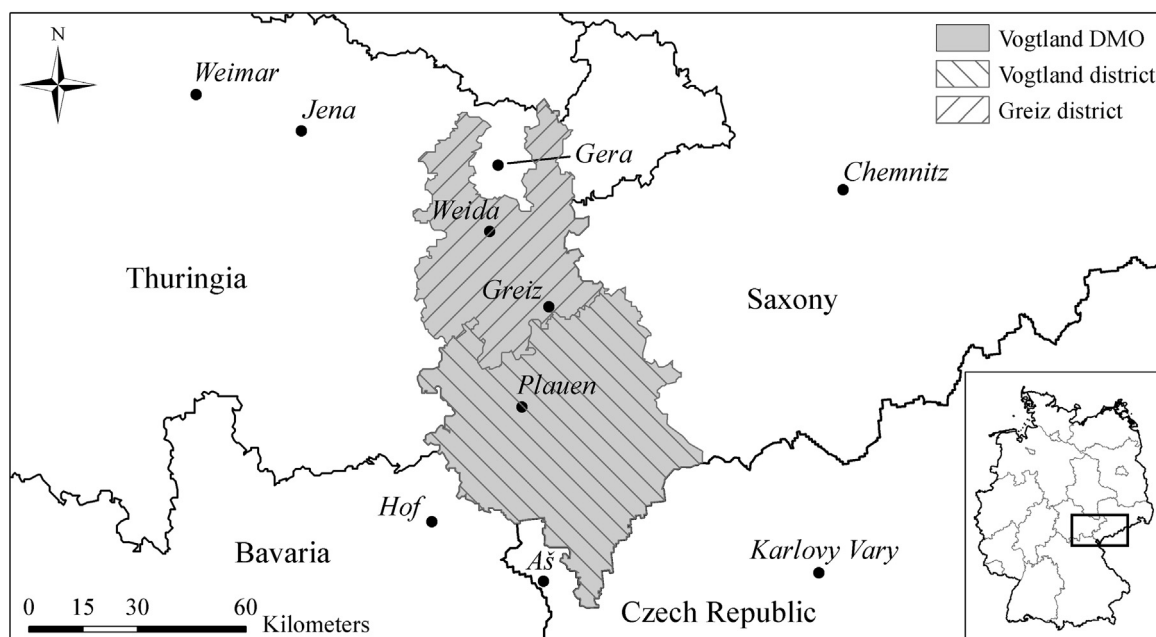 N
Vogtland DMO
Vogtland district
Greiz district
Weimar
Jena
Gera
Chemnitz
Weida
Thuringia
Greiz
Saxony
Plauen
Hof
Bavaria
Aš
Karlovy Vary
Czech Republic
0 15 30 60
Kilometers